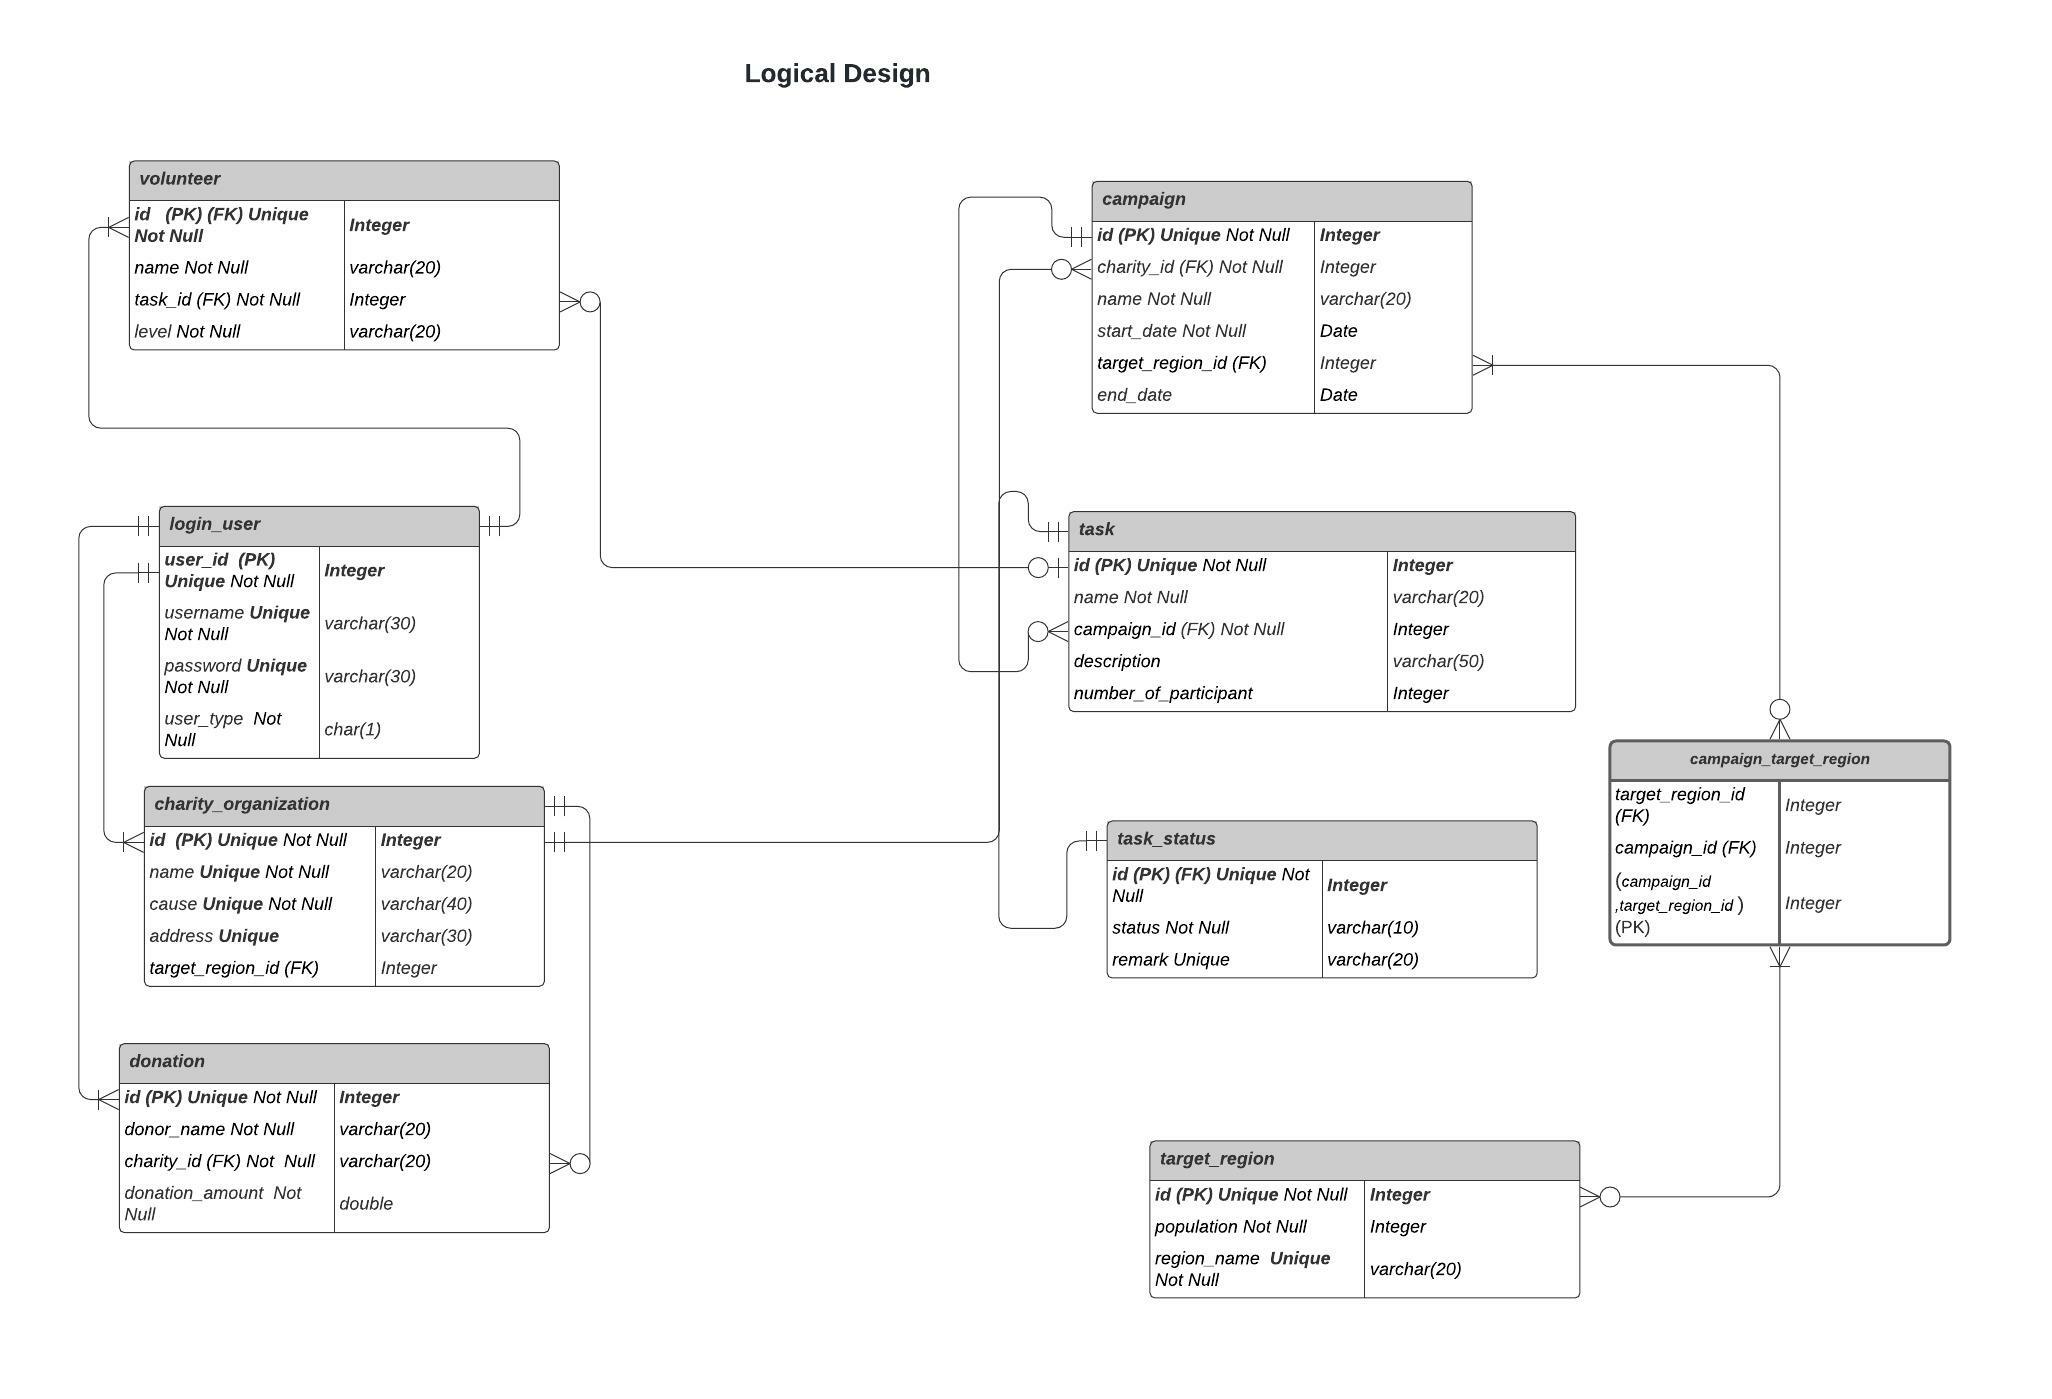 Logical Design
volunteer
id (PK) (FK) Unique
Not Null
Integer
name Not Null
varchar(20)
task_id (FK) Not Null
Integer
level Not Null
varchar(20)
login_user
user_id (PK)
Unique Not Null
Integer
username Unique
Not Null
varchar(30)
password Unique
Not Null
varchar(30)
user_type Not
Null
char(1)
charity_organization
id (PK) Unique Not Null
Integer
name Unique Not Null
varchar(20)
cause Unique Not Null
varchar(40)
address Unique
varchar(30)
target_region_id (FK)
Integer
donation
id (PK) Unique Not Null
Integer
donor_name Not Null
varchar(20)
charity_id (FK) Not Null
varchar(20)
donation_amount Not
Null
double
campaign
id (PK) Unique Not Null
Integer
charity_id (FK) Not Null
Integer
name Not Null
varchar(20)
start_date Not Null
Date
target_region_id (FK)
Integer
end_date
Date
task
id (PK) Unique Not Null
Integer
name Not Null
varchar(20)
campaign_id (FK) Not Null
Integer
description
varchar(50)
number_of_participant
Integer
task_status
id (PK) (FK) Unique Not
Null
Integer
status Not Null
varchar(10)
remark Unique
varchar(20)
campaign_target_region
target_region_id
(FK)
Integer
campaign_id (FK)
Integer
(campaign_id
,target_region_id )
(PK)
Integer
target_region
id (PK) Unique Not Null
Integer
population Not Null
Integer
region_name Unique
Not Null
varchar(20)